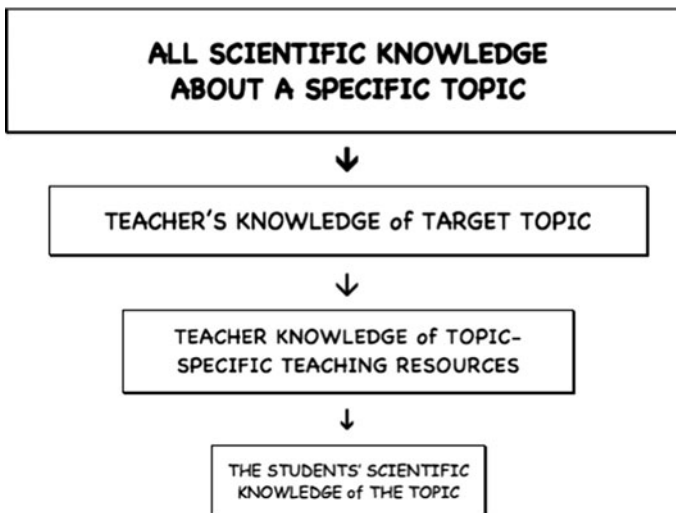 ALL SCIENTIFIC KNOWLEDGE
ABOUT A SPECIFIC TOPIC
TEACHER'S KNOWLEDGE of TARGET TOPIC
TEACHER KNOWLEDGE of TOPIC-
SPECIFIC TEACHING RESOURCES
THE STUDENTS' SCIENTIFIC
KNOWLEDGE of THE TOPIC